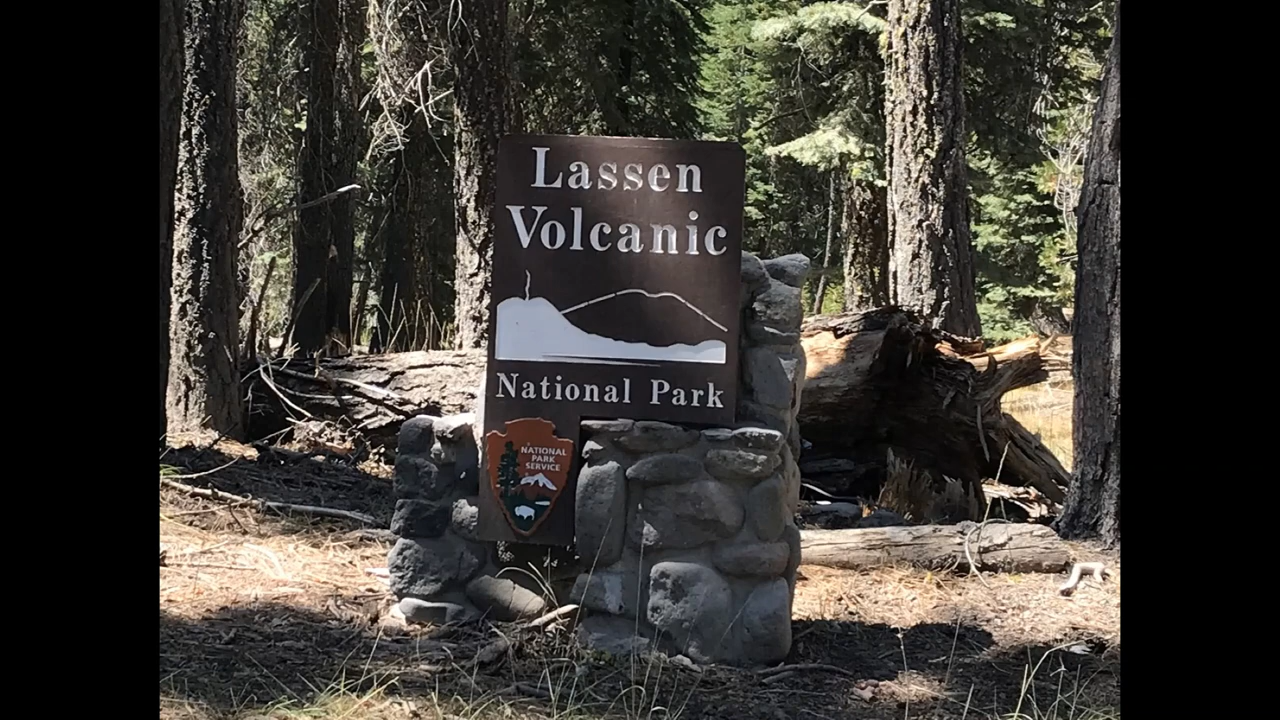 Lassen
Volcanic
National Park
NATIONAL
PARK
SERVICE